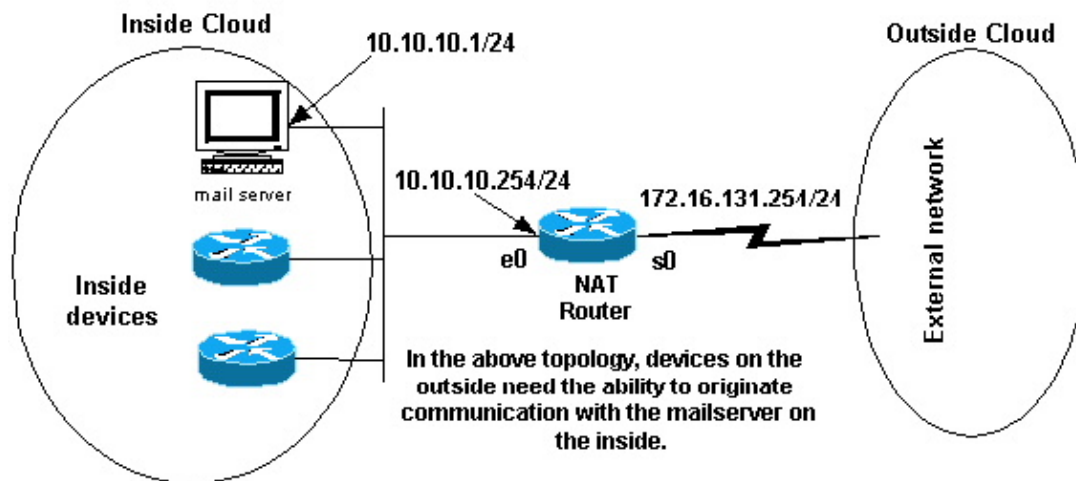 Inside Cloud
10.10.10.1/24
Outside Cloud
mail server
10.10.10.254/24
172.16.131.254/24
e0
s0
NAT
Router
Inside
devices
External network
In the above topology, devices on the
outside need the ability to originate
communication with the mailserver on
the inside.